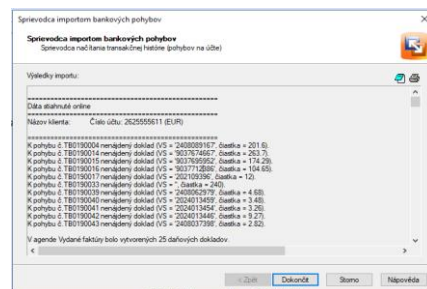 Sprievodca importom bankových pohybov
Sprievodca importom bankových pohybov
Sprievodca načítania transakčnej histórie (pohyby na účte)
Výsledky importu:
Dáta stiahnuté online
Názov klienta: Číslo účtu: 2625555611 (EUR)
K pohybu č.TB0190004 nenájdený doklad (VS = '2408089167', čiastka = 201.6).
K pohybu č.TB0190014 nenájdený doklad (VS = '9037674667', čiastka = 263.7).
K pohybu č.TB0190015 nenájdený doklad (VS = '9037695952', čiastka = 174.29).
K pohybu č.TB0190016 nenájdený doklad (VS = '9037712086', čiastka = 104.65).
K pohybu č.TB0190017 nenájdený doklad (VS = '202109396', čiastka = 12).
K pohybu č.TB0190033 nenájdený doklad (VS = '', čiastka = 240).
K pohybu č.TB0190039 nenájdený doklad (VS = '2408062979', čiastka = 4.68).
K pohybu č.TB0190040 nenájdený doklad (VS = '2024013459', čiastka = 3.48).
K pohybu č.TB0190041 nenájdený doklad (VS = '2024013454', čiastka = 3.26).
K pohybu č.TB0190042 nenájdený doklad (VS = '2024013446', čiastka = 9.27).
K pohybu č.TB0190043 nenájdený doklad (VS = '2408037398', čiastka = 2.82).
V agende Vydané faktúry bolo vytvorených 25 daňových dokladov.
< Zpět Dokončit Storno Nápověda